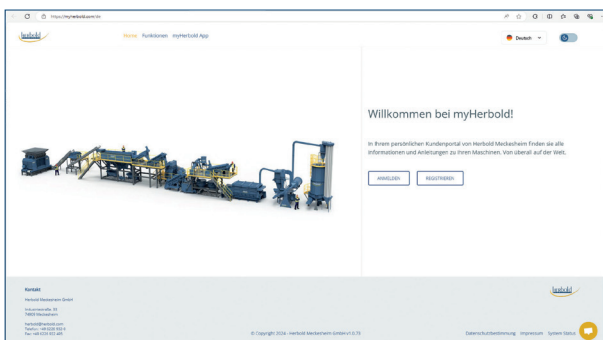 https://myherbold.com/de
herbold
Home Funktionen myHerbold App
Deutsch
Willkommen bei myHerbold!
In Ihrem persönlichen Kundenportal von Herbold Meckesheim finden sie alle
Informationen und Anleitungen zu Ihren Maschinen. Von überall auf der Welt.
ANMELDEN REGISTRIEREN
Kontakt
Herbold Meckesheim GmbH
Industriestraße 33
74909 Meckesheim
herbold@herbold.com
herbold
© Copyright 2024 - Herbold Meckesheim GmbH
Datenschutzbestimmung Impressum System Status